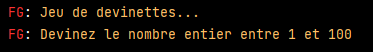 FG: Jeu de devinettes...
FG: Devinez le nombre entier entre 1 et 100